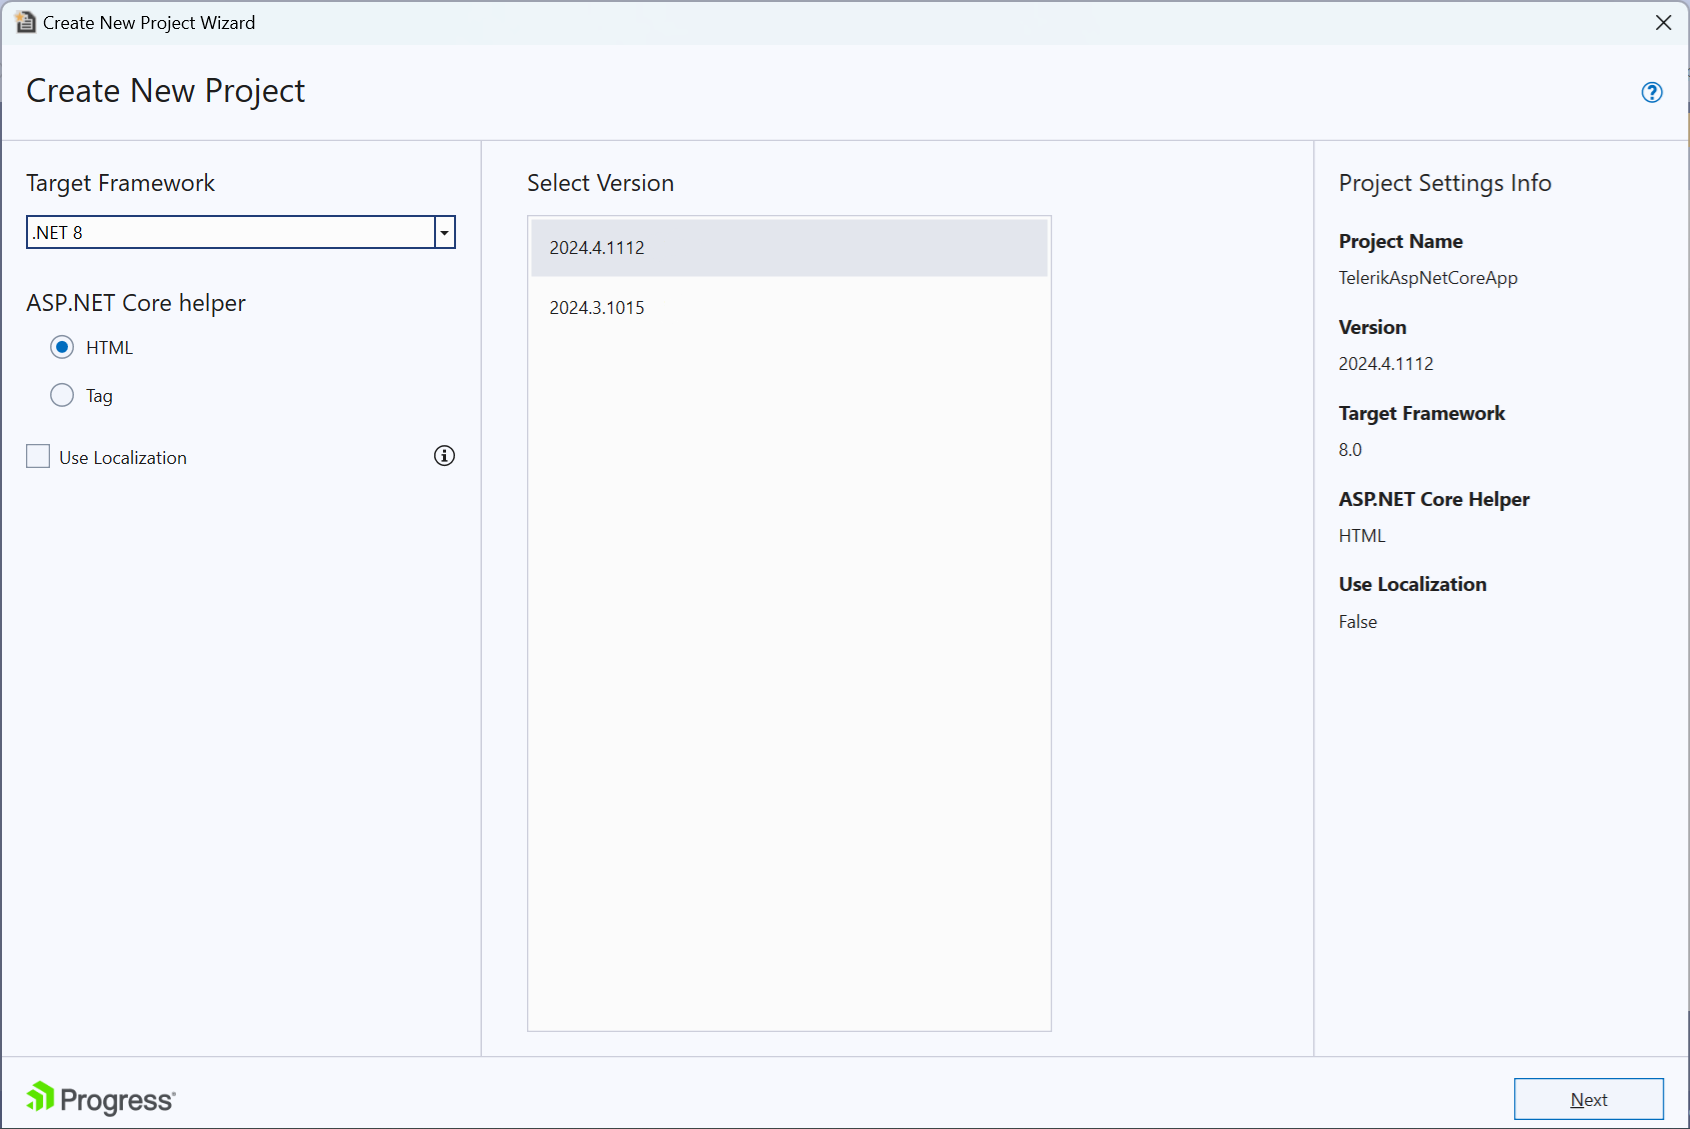 Create New Project Wizard
Create New Project
Target Framework
.NET 8
ASP.NET Core helper
HTML
Tag
Use Localization
Select Version
2024.4.1112
2024.3.1015
Project Settings Info
Project Name
TelerikAspNetCoreApp
Version
2024.4.1112
Target Framework
8.0
ASP.NET Core Helper
HTML
Use Localization
False
Progress
Next